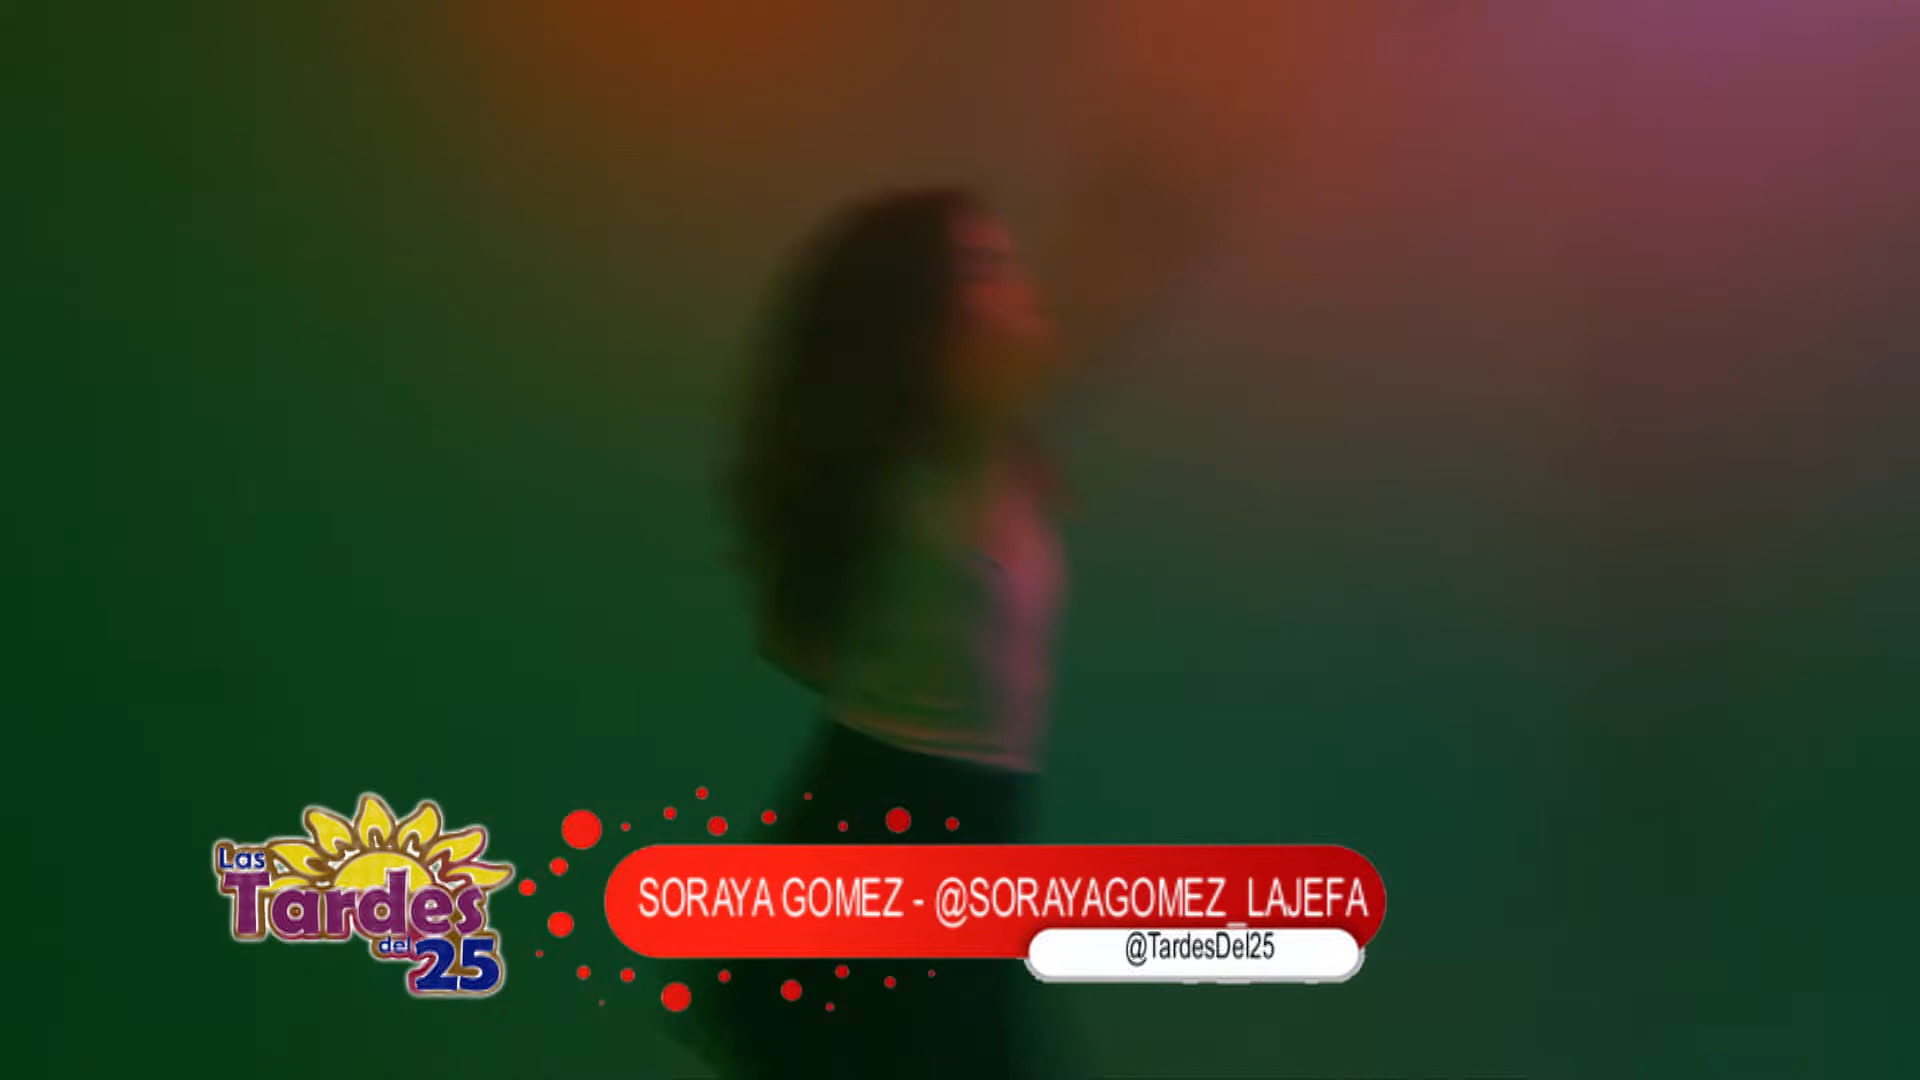 Las
Tardes
del
25
SORAYA GOMEZ - @SORAYAGOMEZ_LAJEFA
@TardesDel25